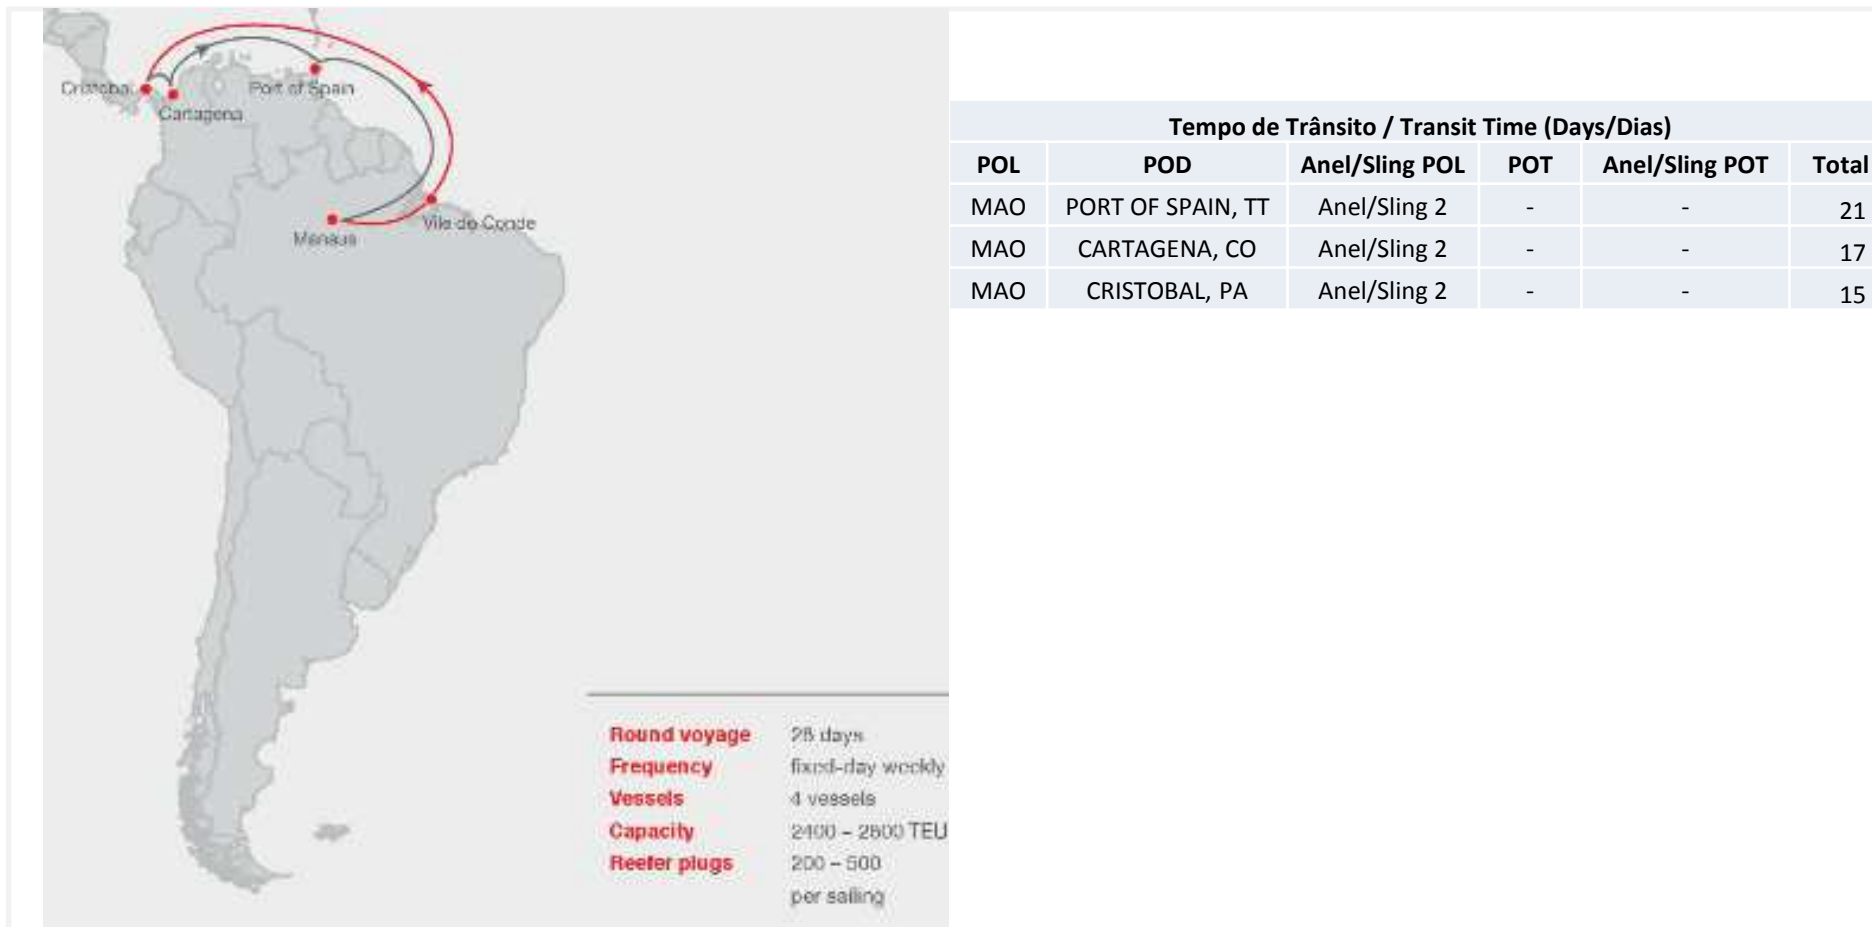 Cristobal
Port of Spain
Cartagena
Manaus
Vila do Conde
Round voyage 28 days
Frequency fixed-day weekly
Vessels 4 vessels
Capacity 2400 – 2800 TEU
Reefer plugs 200 – 500
per sailing
Tempo de Trânsito / Transit Time (Days/Dias)
POL POD Anel/Sling POL POT Anel/Sling POT Total
MAO PORT OF SPAIN, TT Anel/Sling 2 - - 21
MAO CARTAGENA, CO Anel/Sling 2 - - 17
MAO CRISTOBAL, PA Anel/Sling 2 - - 15